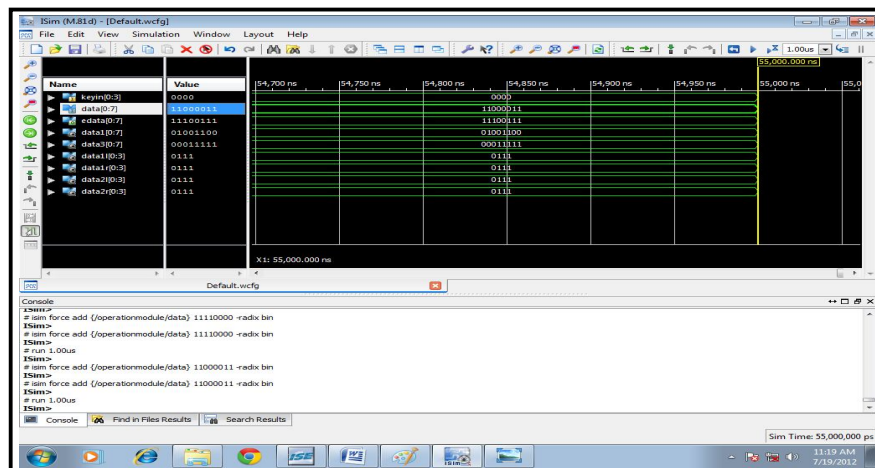 ISim (M.81d) - [Default.wcfg]
File Edit View Simulation Window Layout Help
1.00us
55,000.000 ns
Name Value 54,700 ns 54,750 ns 54,800 ns 54,850 ns 54,900 ns 54,950 ns 55,000 ns 55,0
keyin[0:3] 0000 0000
data[0:7] 11000011 11000011
edata[0:7] 11100111 11100111
data1[0:7] 01001100 01001100
data3[0:7] 00011111 00011111
data1l[0:3] 0111 0111
data1r[0:3] 0111 0111
data2l[0:3] 0111 0111
data2r[0:3] 0111 0111
X1: 55,000.000 ns
Default.wcfg
Console
ISim>
# isim force add {/operationmodule/data} 11110000 -radix bin
ISim>
# isim force add {/operationmodule/data} 11110000 -radix bin
ISim>
# run 1.00us
ISim>
# isim force add {/operationmodule/data} 11000011 -radix bin
ISim>
# isim force add {/operationmodule/data} 11000011 -radix bin
ISim>
# run 1.00us
ISim>
Console Find in Files Results Search Results
Sim Time: 55,000,000 ps
ISE
ISim
11:19 AM
7/19/2012